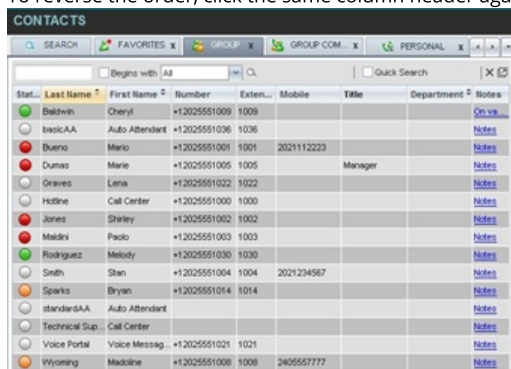 To reverse the order, click the same column header aga
CONTACTS
SEARCH FAVORITES x GROUP x GROUP COM... x PERSONAL x
Begins with All Quick Search
Stat... Last Name First Name Number Exten... Mobile Title Department Notes
Baldwin Cheryl +12025551009 1009 On va...
basicAA Auto Attendant +12025551036 1036 Notes
Bueno Mario +12025551001 1001 2021112223 Notes
Dumas Marie +12025551005 1005 Manager Notes
Graves Lena +12025551022 1022 Notes
Hotline Call Center +12025551000 1000 Notes
Jones Shirley +12025551002 1002 Notes
Maldini Paolo +12025551003 1003 Notes
Rodriguez Melody +12025551030 1030 Notes
Smith Stan +12025551004 1004 2021234567 Notes
Sparks Bryan +12025551014 1014 Notes
standardAA Auto Attendant Notes
Technical Sup... Call Center Notes
Voice Portal Voice Messag... +12025551021 1021 Notes
Wyoming Madoline +12025551008 1008 2405557777 Notes